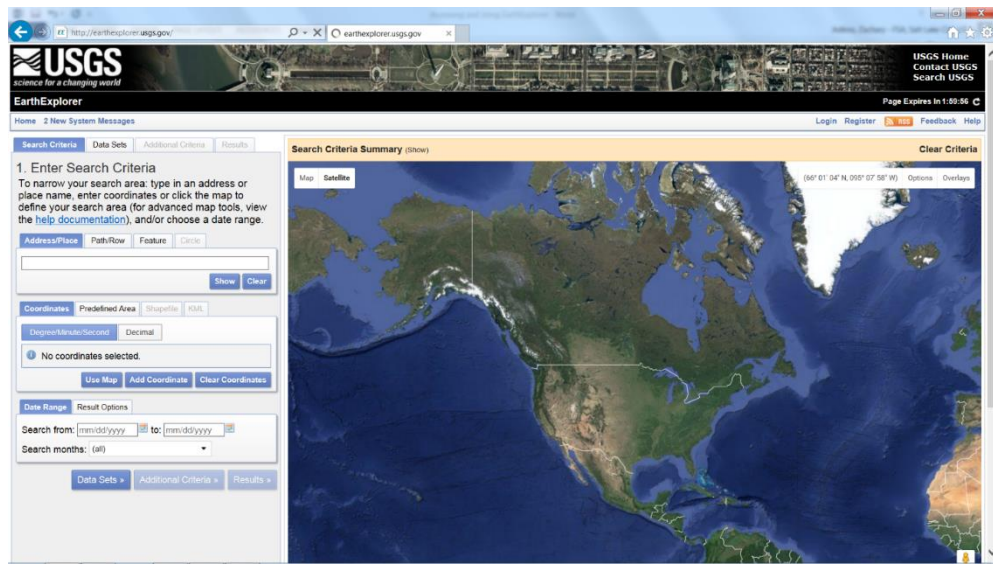 http://earthexplorer.usgs.gov/
earthexplorer.usgs.gov
USGS
science for a changing world
USGS Home
Contact USGS
Search USGS
EarthExplorer
Page Expires In 1:59:56
Home 2 New System Messages
Login Register RSS Feedback Help
Search Criteria Data Sets Additional Criteria Results
1. Enter Search Criteria
To narrow your search area: type in an address or
place name, enter coordinates or click the map to
define your search area (for advanced map tools, view
the help documentation), and/or choose a date range.
Address/Place Path/Row Feature Circle
Show Clear
Coordinates Predefined Area Shapefile KML
Degree/Minute/Second Decimal
No coordinates selected.
Use Map Add Coordinate Clear Coordinates
Date Range Result Options
Search from: mm/dd/yyyy to: mm/dd/yyyy
Search months: (all)
Data Sets » Additional Criteria » Results »
Search Criteria Summary (Show) Clear Criteria
Map Satellite (66° 01' 04" N, 095° 07' 58" W) Options Overlays